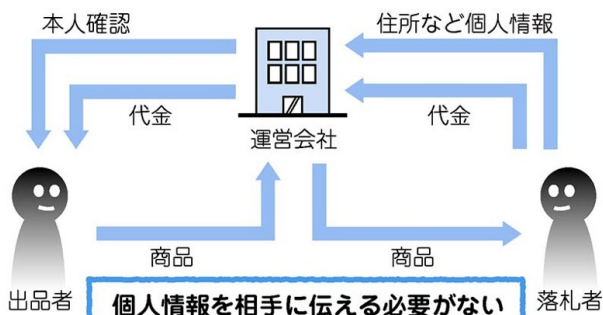 本人確認
住所など個人情報
代金
代金
運営会社
商品
商品
出品者
落札者
個人情報を相手に伝える必要がない